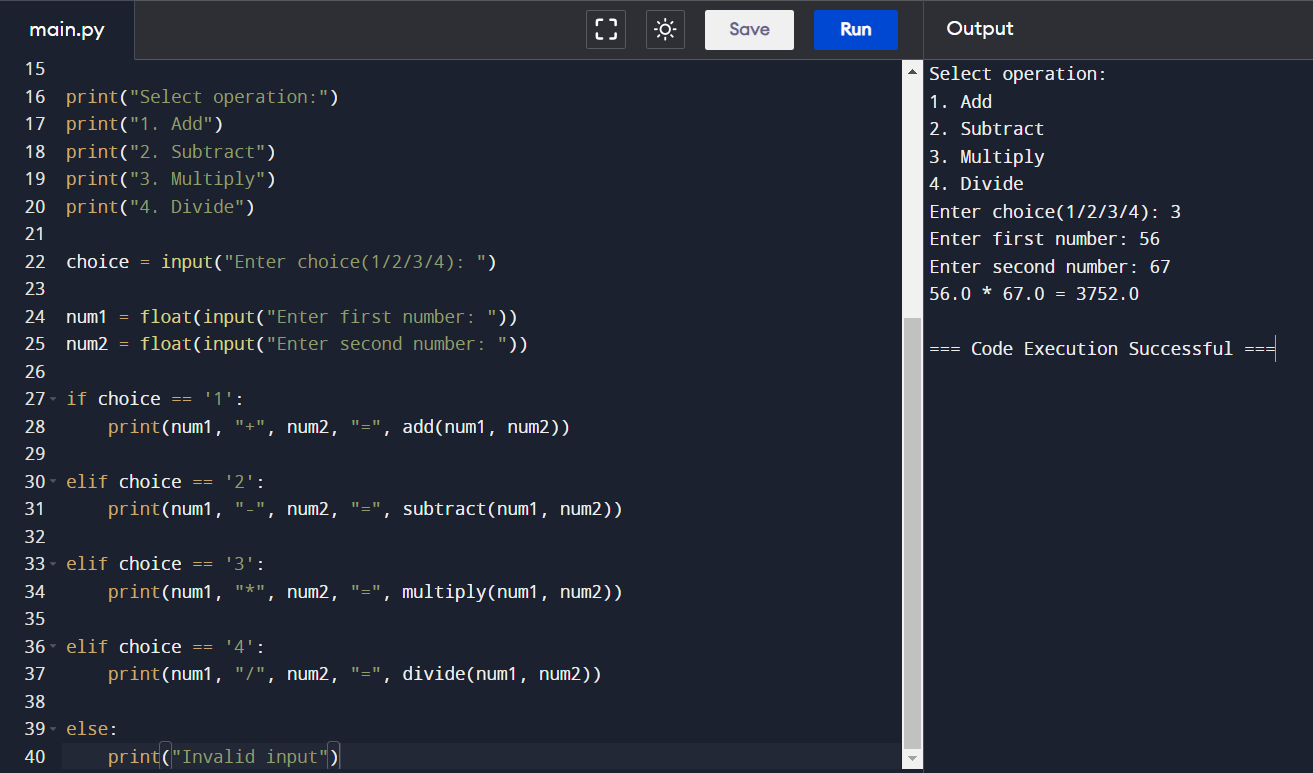 main.py
Save
Run
Output
15
16 print("Select operation:")
17 print("1. Add")
18 print("2. Subtract")
19 print("3. Multiply")
20 print("4. Divide")
21
22 choice = input("Enter choice(1/2/3/4): ")
23
24 num1 = float(input("Enter first number: "))
25 num2 = float(input("Enter second number: "))
26
27 if choice == '1':
28     print(num1, "+", num2, "=", add(num1, num2))
29
30 elif choice == '2':
31     print(num1, "-", num2, "=", subtract(num1, num2))
32
33 elif choice == '3':
34     print(num1, "*", num2, "=", multiply(num1, num2))
35
36 elif choice == '4':
37     print(num1, "/", num2, "=", divide(num1, num2))
38
39 else:
40     print("Invalid input")
Select operation:
1. Add
2. Subtract
3. Multiply
4. Divide
Enter choice(1/2/3/4): 3
Enter first number: 56
Enter second number: 67
56.0 * 67.0 = 3752.0
=== Code Execution Successful ===